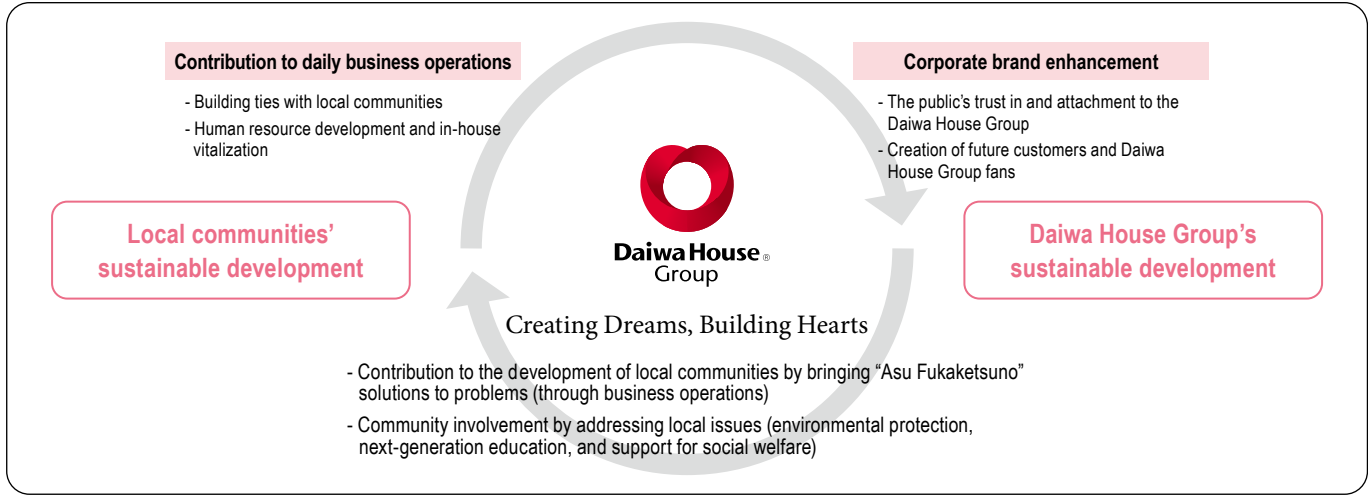 Contribution to daily business operations
- Building ties with local communities
- Human resource development and in-house
vitalization
Corporate brand enhancement
- The public's trust in and attachment to the
Daiwa House Group
- Creation of future customers and Daiwa
House Group fans
Local communities'
sustainable development
Daiwa House®
Group
Daiwa House Group's
sustainable development
Creating Dreams, Building Hearts
- Contribution to the development of local communities by bringing “Asu Fukaketsuno”
solutions to problems (through business operations)
- Community involvement by addressing local issues (environmental protection,
next-generation education, and support for social welfare)